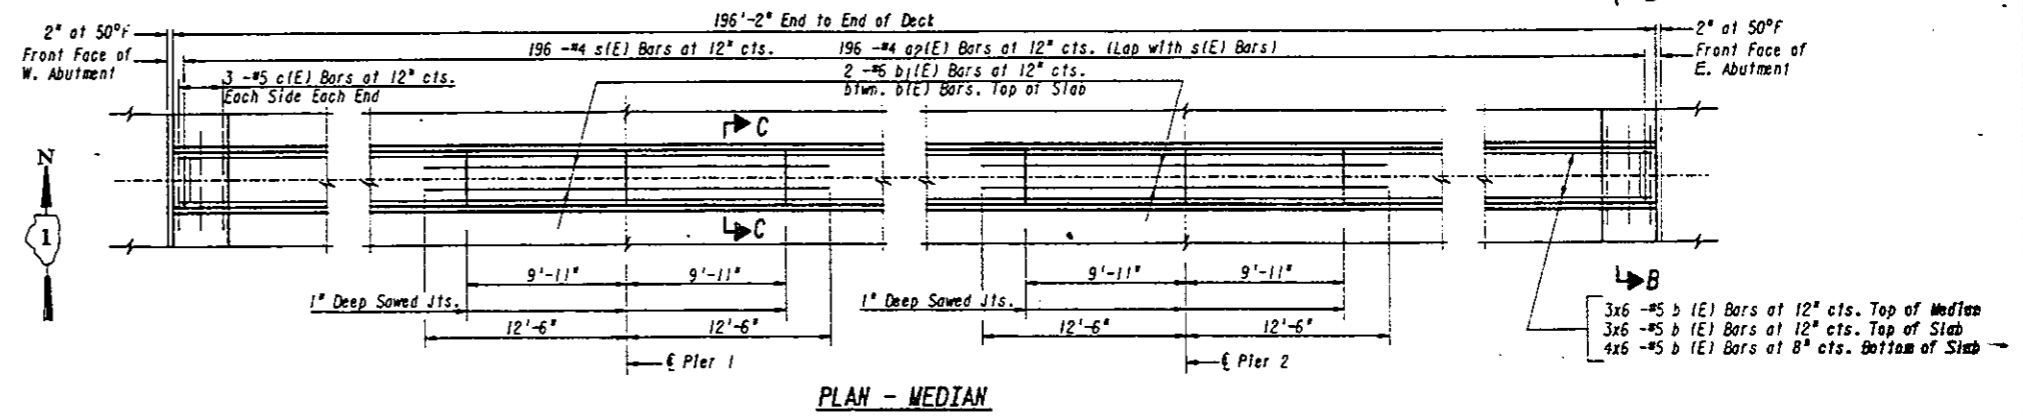 196'-2" End to End of Deck
2" at 50°F
2" at 50°F
Front Face of
W. Abutment
196 -#4 s(E) Bars at 12" cts.
196 -#4 a2(E) Bars at 12" cts. (Lap with s(E) Bars)
Front Face of
E. Abutment
3 -#5 c(E) Bars at 12" cts.
Each Side Each End
2 -#6 b1(E) Bars at 12" cts.
btwn. b(E) Bars. Top of Slab
C
N
1
C
9'-11"
9'-11"
9'-11"
9'-11"
B
1" Deep Sawed Jts.
1" Deep Sawed Jts.
3x6 -#5 b (E) Bars at 12" cts. Top of Median
3x6 -#5 b (E) Bars at 12" cts. Top of Slab
4x6 -#5 b (E) Bars at 8" cts. Bottom of Slab
12'-6"
12'-6"
12'-6"
12'-6"
℄ Pier 1
℄ Pier 2
PLAN - MEDIAN